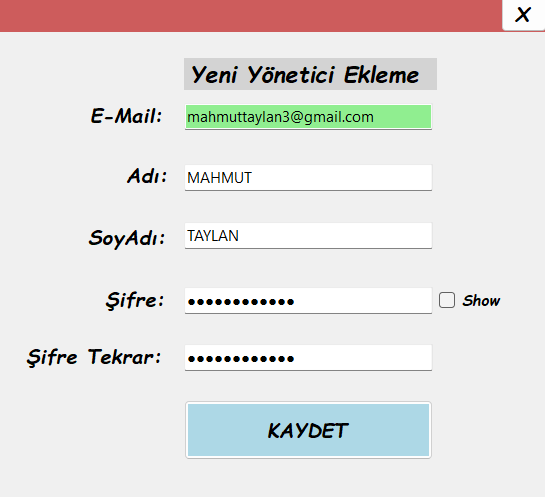 X
Yeni Yönetici Ekleme
E-Mail: mahmuttaylan3@gmail.com
Adı: MAHMUT
SoyAdı: TAYLAN
Şifre: ●●●●●●●●●●●● Show
Şifre Tekrar: ●●●●●●●●●●●●
KAYDET